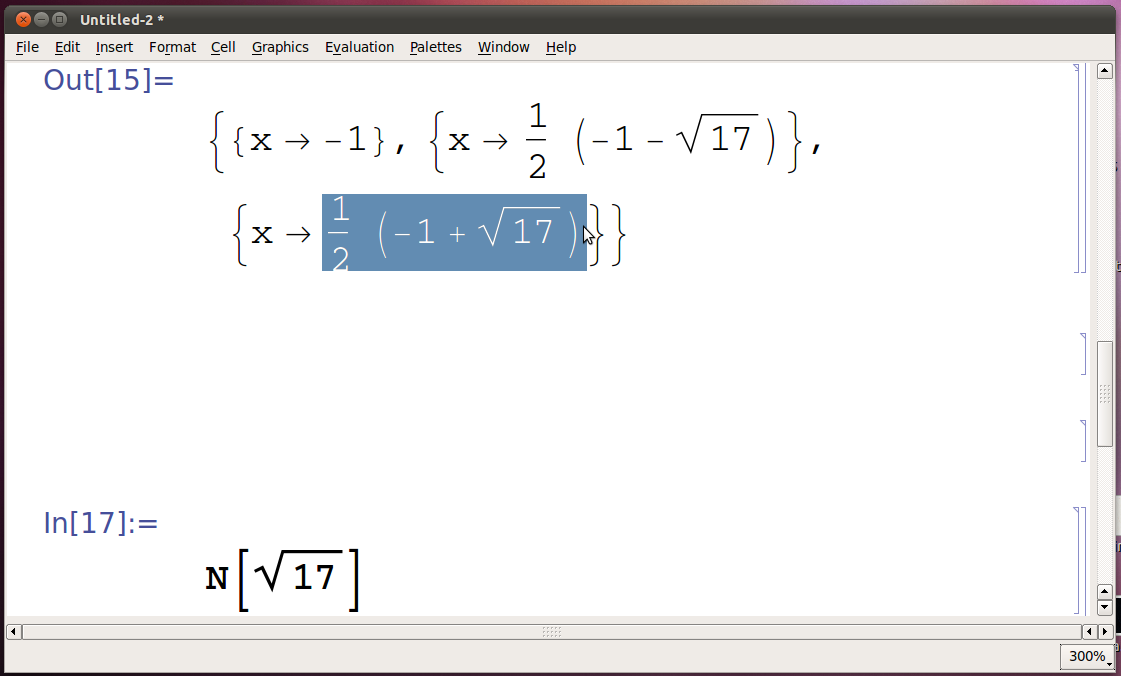 Untitled-2 *
File Edit Insert Format Cell Graphics Evaluation Palettes Window Help
Out[15]=
{{x → -1}, {x → 1/2 (-1 - √17)},
{x → 1/2 (-1 + √17)}}
In[17]:=
N[√17]
300%